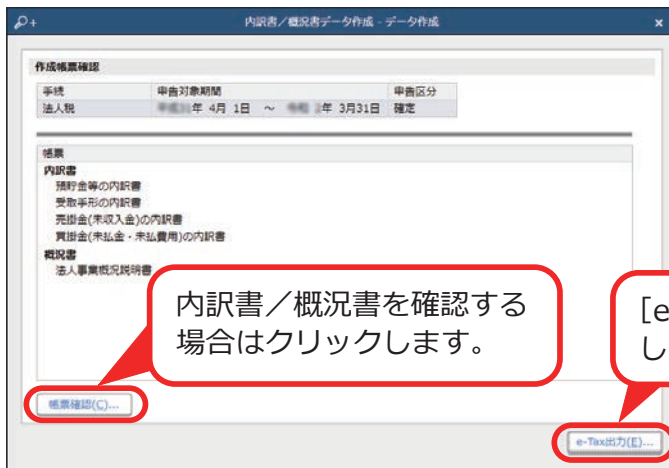 内訳書／概況書データ作成 - データ作成
作成帳票確認
手続 申告対象期間 申告区分
法人税 年 4月 1日 ～ 年 3月31日 確定
帳票
内訳書
預貯金等の内訳書
受取手形の内訳書
売掛金(未収入金)の内訳書
買掛金(未払金・未払費用)の内訳書
概況書
法人事業概況説明書
内訳書／概況書を確認する
場合はクリックします。
[e
し
帳票確認(C)...
e-Tax出力(E)...